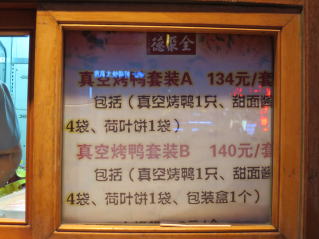 德聚全
真空烤鸭套装A 134元/套
包括（真空烤鸭1只、甜面酱
4袋、荷叶饼1袋）
真空烤鸭套装B 140元/套
包括（真空烤鸭1只、甜面酱
4袋、荷叶饼1袋、包装盒1个）